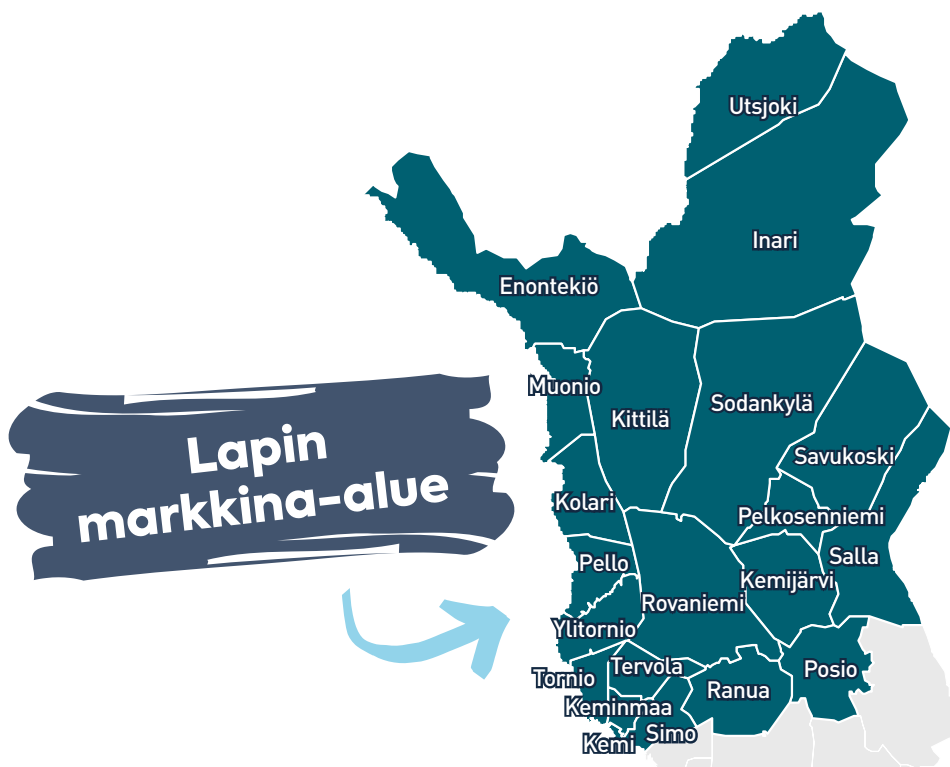 Utsjoki
Inari
Enontekiö
Muonio
Sodankylä
Kittilä
Lapin
markkina-alue
Savukoski
Kolari
Pelkosenniemi
Pello
Salla
Kemijärvi
Rovaniemi
Ylitornio
Tervola
Posio
Tornio
Ranua
Keminmaa
Simo
Kemi